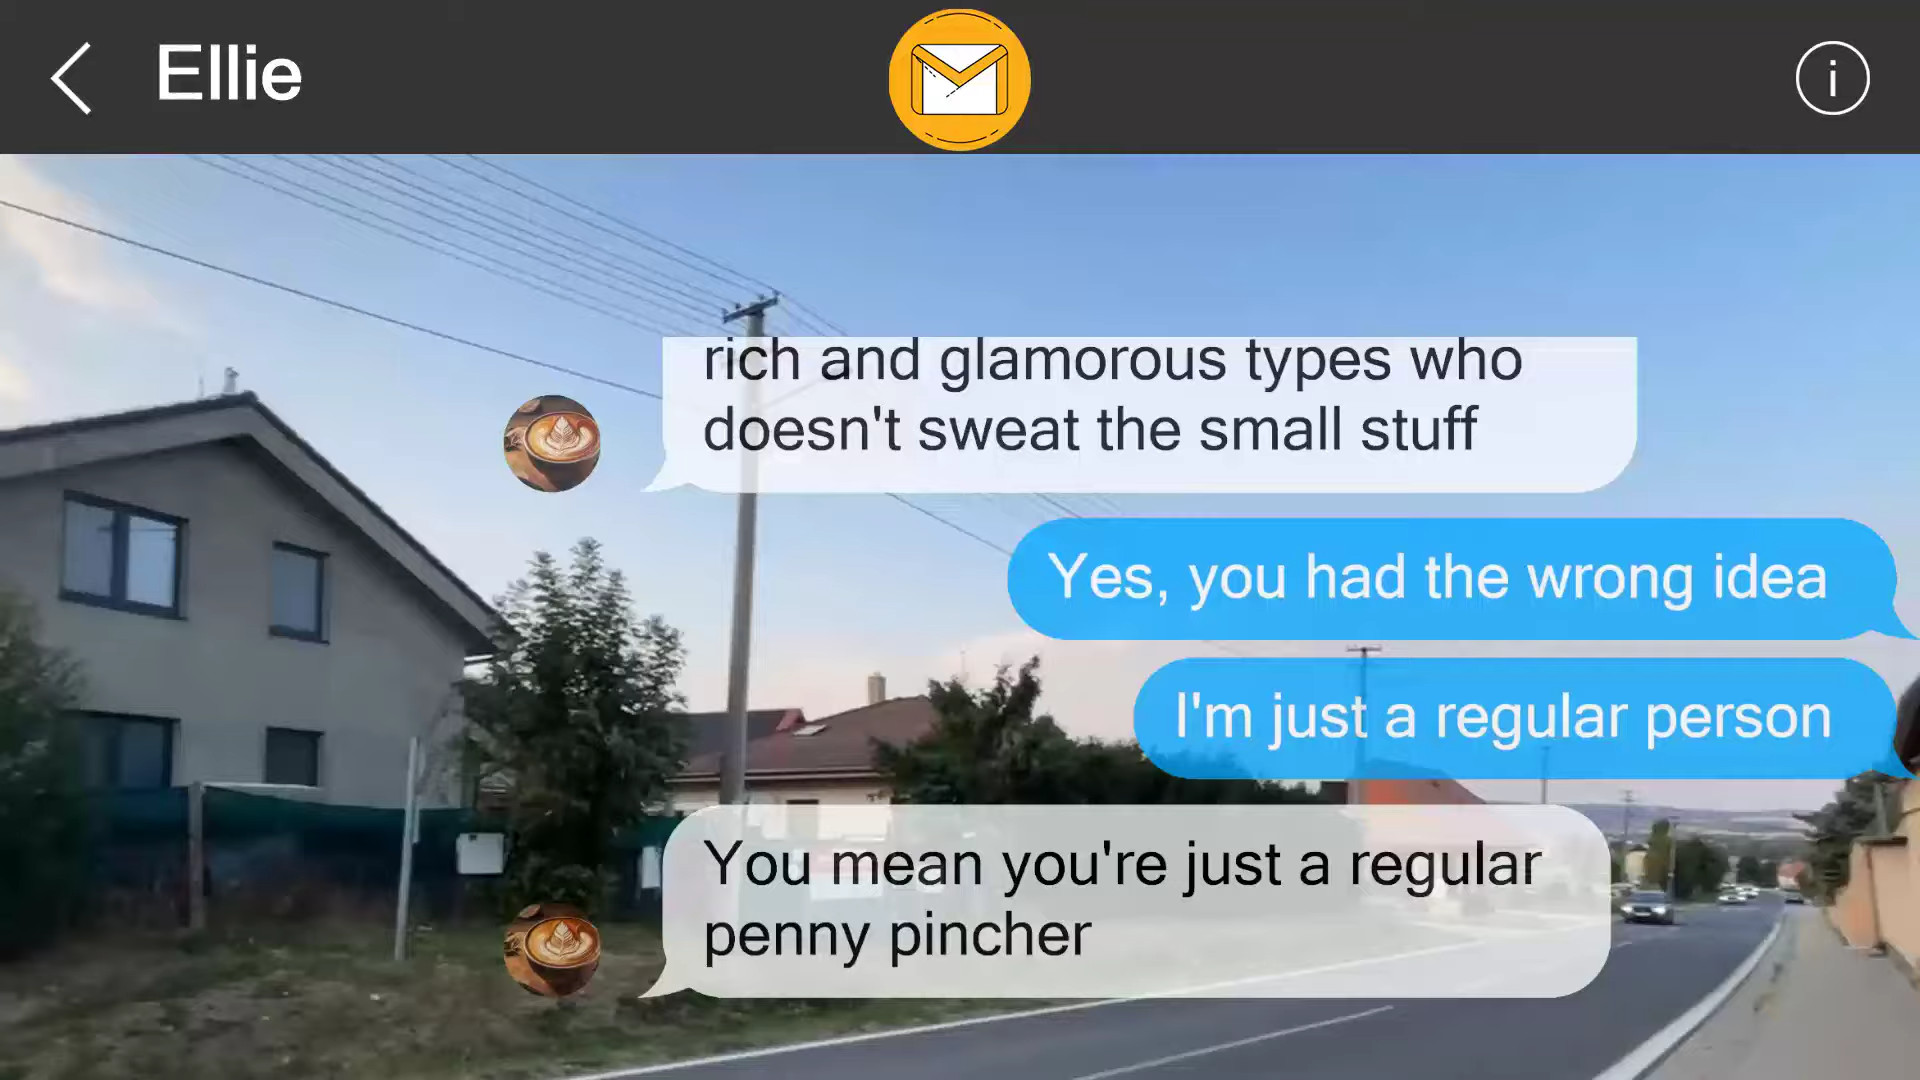 Ellie
i
rich and glamorous types who
doesn't sweat the small stuff
Yes, you had the wrong idea
I'm just a regular person
You mean you're just a regular
penny pincher